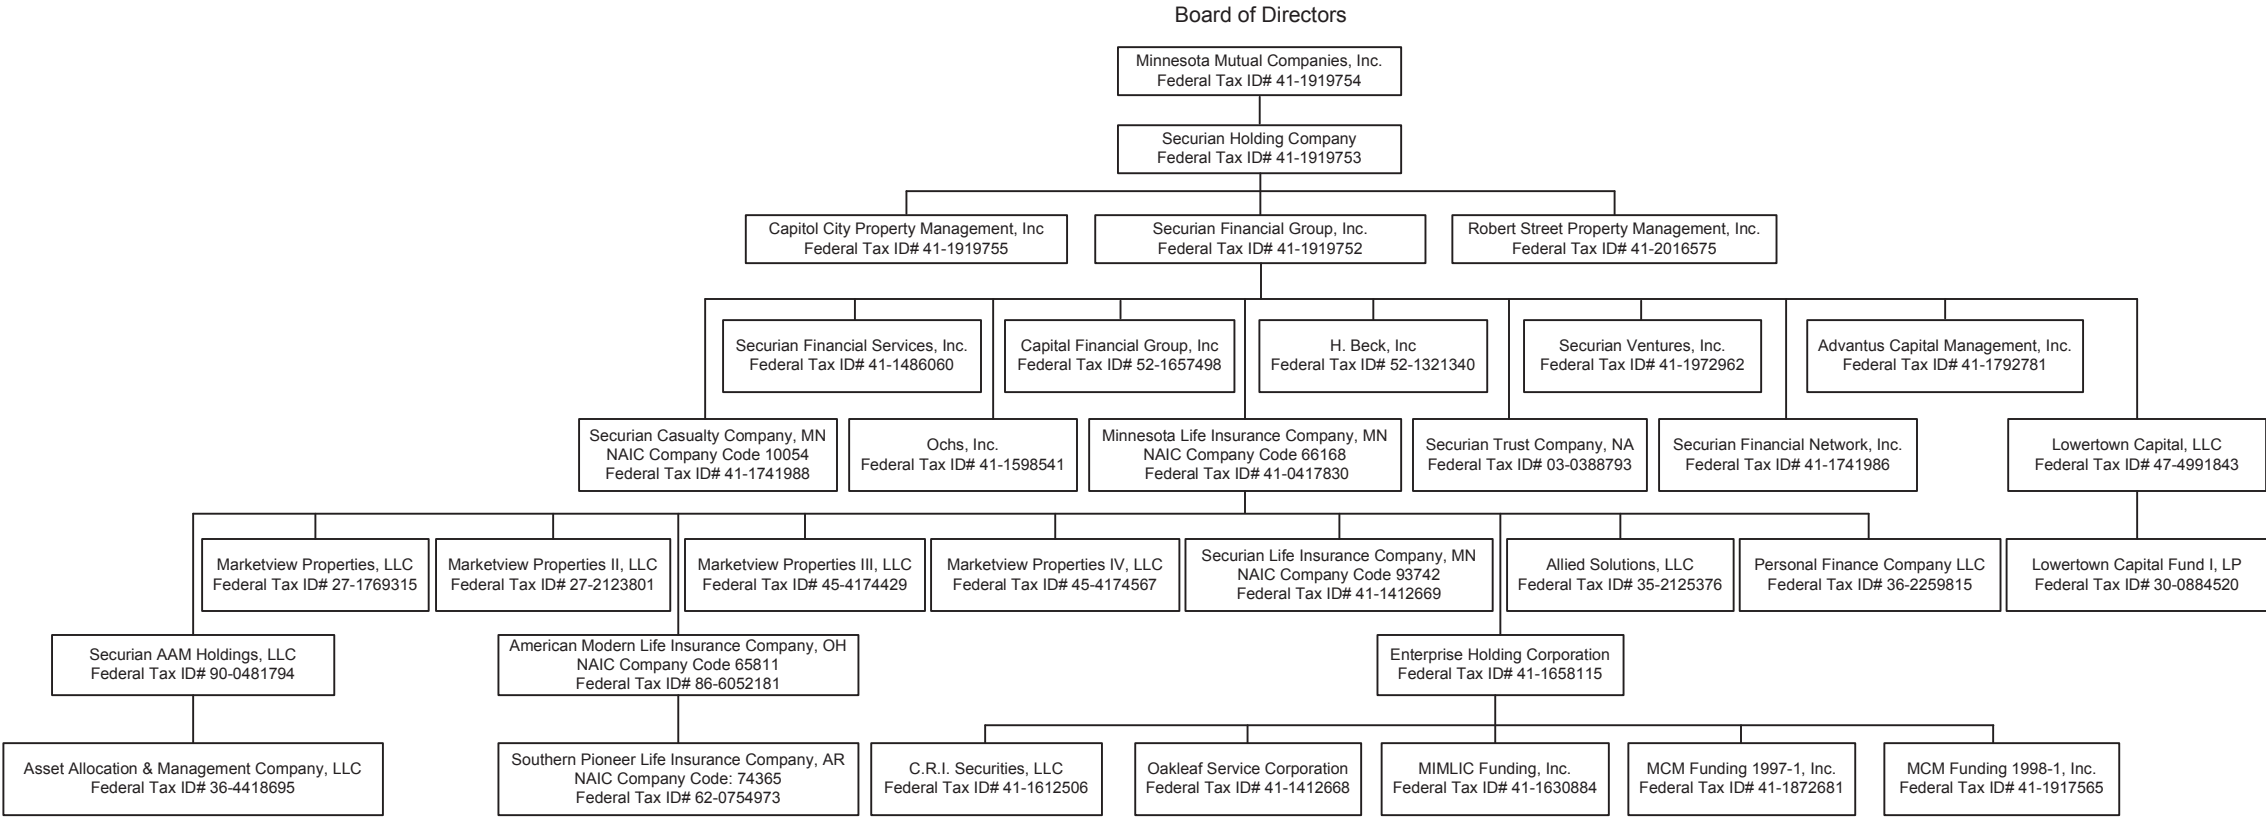 Board of Directors
Minnesota Mutual Companies, Inc.
Federal Tax ID# 41-1919754
Securian Holding Company
Federal Tax ID# 41-1919753
Capitol City Property Management, Inc
Federal Tax ID# 41-1919755
Securian Financial Group, Inc.
Federal Tax ID# 41-1919752
Robert Street Property Management, Inc.
Federal Tax ID# 41-2016575
Securian Financial Services, Inc.
Federal Tax ID# 41-1486060
Capital Financial Group, Inc
Federal Tax ID# 52-1657498
H. Beck, Inc
Federal Tax ID# 52-1321340
Securian Ventures, Inc.
Federal Tax ID# 41-1972962
Advantus Capital Management, Inc.
Federal Tax ID# 41-1792781
Securian Casualty Company, MN
NAIC Company Code 10054
Federal Tax ID# 41-1741988
Ochs, Inc.
Federal Tax ID# 41-1598541
Minnesota Life Insurance Company, MN
NAIC Company Code 66168
Federal Tax ID# 41-0417830
Securian Trust Company, NA
Federal Tax ID# 03-0388793
Securian Financial Network, Inc.
Federal Tax ID# 41-1741986
Lowertown Capital, LLC
Federal Tax ID# 47-4991843
Marketview Properties, LLC
Federal Tax ID# 27-1769315
Marketview Properties II, LLC
Federal Tax ID# 27-2123801
Marketview Properties III, LLC
Federal Tax ID# 45-4174429
Marketview Properties IV, LLC
Federal Tax ID# 45-4174567
Securian Life Insurance Company, MN
NAIC Company Code 93742
Federal Tax ID# 41-1412669
Allied Solutions, LLC
Federal Tax ID# 35-2125376
Personal Finance Company LLC
Federal Tax ID# 36-2259815
Lowertown Capital Fund I, LP
Federal Tax ID# 30-0884520
Securian AAM Holdings, LLC
Federal Tax ID# 90-0481794
American Modern Life Insurance Company, OH
NAIC Company Code 65811
Federal Tax ID# 86-6052181
Enterprise Holding Corporation
Federal Tax ID# 41-1658115
Asset Allocation & Management Company, LLC
Federal Tax ID# 36-4418695
Southern Pioneer Life Insurance Company, AR
NAIC Company Code: 74365
Federal Tax ID# 62-0754973
C.R.I. Securities, LLC
Federal Tax ID# 41-1612506
Oakleaf Service Corporation
Federal Tax ID# 41-1412668
MIMLIC Funding, Inc.
Federal Tax ID# 41-1630884
MCM Funding 1997-1, Inc.
Federal Tax ID# 41-1872681
MCM Funding 1998-1, Inc.
Federal Tax ID# 41-1917565